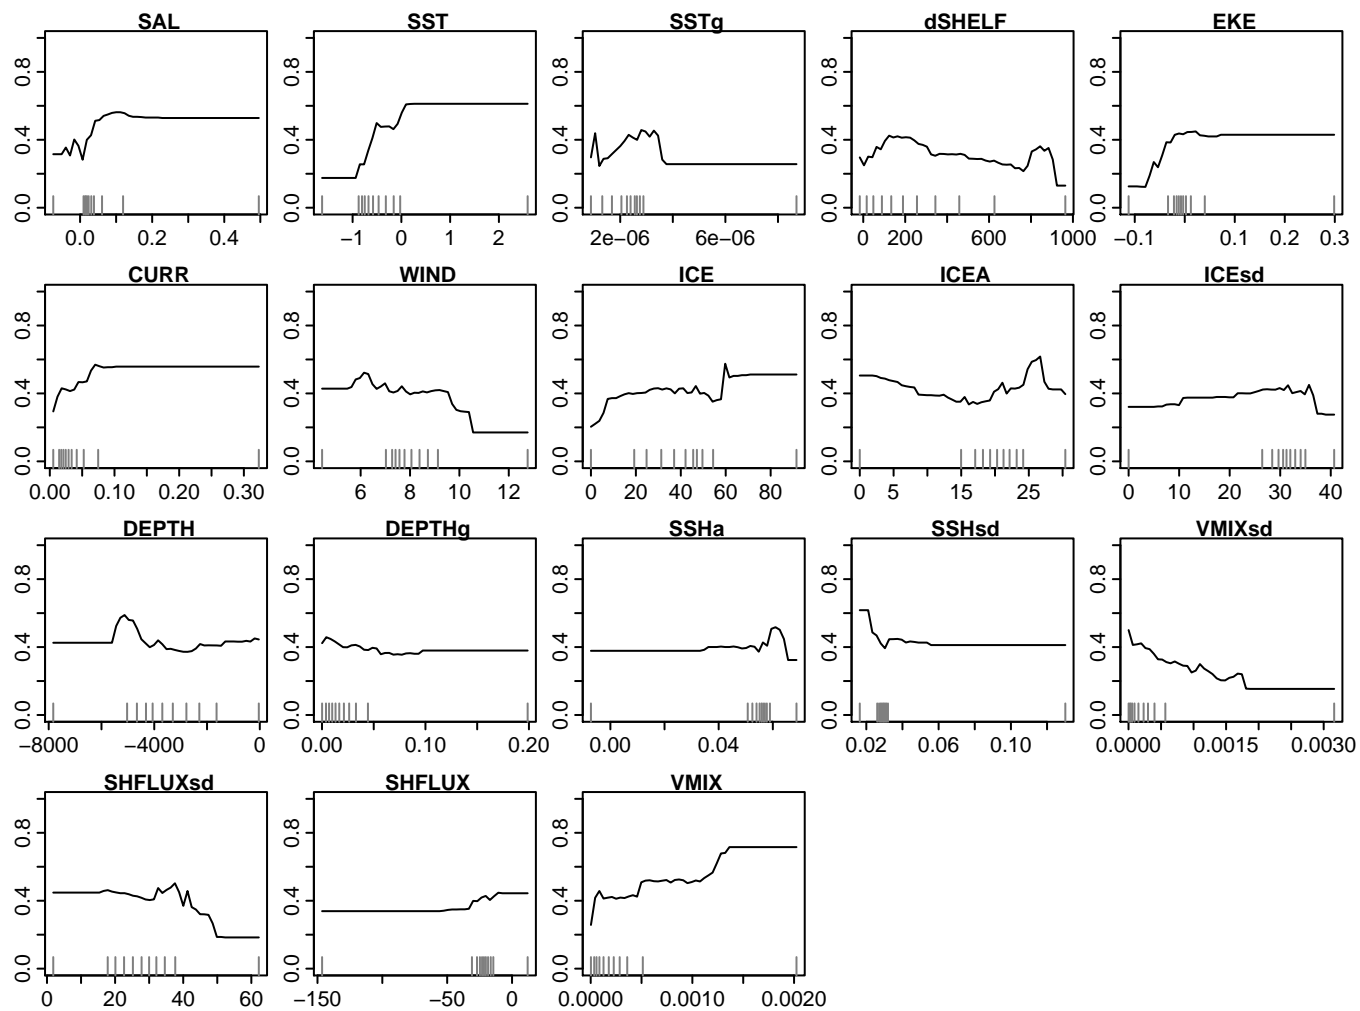 SAL SST SSTg dSHELF EKE
0.0 0.4 0.8 0.0 0.4 0.8 0.0 0.4 0.8 0.0 0.4 0.8 0.0 0.4 0.8
0.0 0.2 0.4 −1 0 1 2 2e−06 6e−06 0 200 600 1000 −0.1 0.1 0.2 0.3
CURR WIND ICE ICEA ICEsd
0.0 0.4 0.8 0.0 0.4 0.8 0.0 0.4 0.8 0.0 0.4 0.8 0.0 0.4 0.8
0.00 0.10 0.20 0.30 6 8 10 12 0 20 40 60 80 0 5 15 25 0 10 20 30 40
DEPTH DEPTHg SSHa SSHsd VMIXsd
0.0 0.4 0.8 0.0 0.4 0.8 0.0 0.4 0.8 0.0 0.4 0.8 0.0 0.4 0.8
−8000 −4000 0 0.00 0.10 0.20 0.00 0.04 0.02 0.06 0.10 0.0000 0.0015 0.0030
SHFLUXsd SHFLUX VMIX
0.0 0.4 0.8 0.0 0.4 0.8 0.0 0.4 0.8
0 20 40 60 −150 −50 0 0.0000 0.0010 0.0020